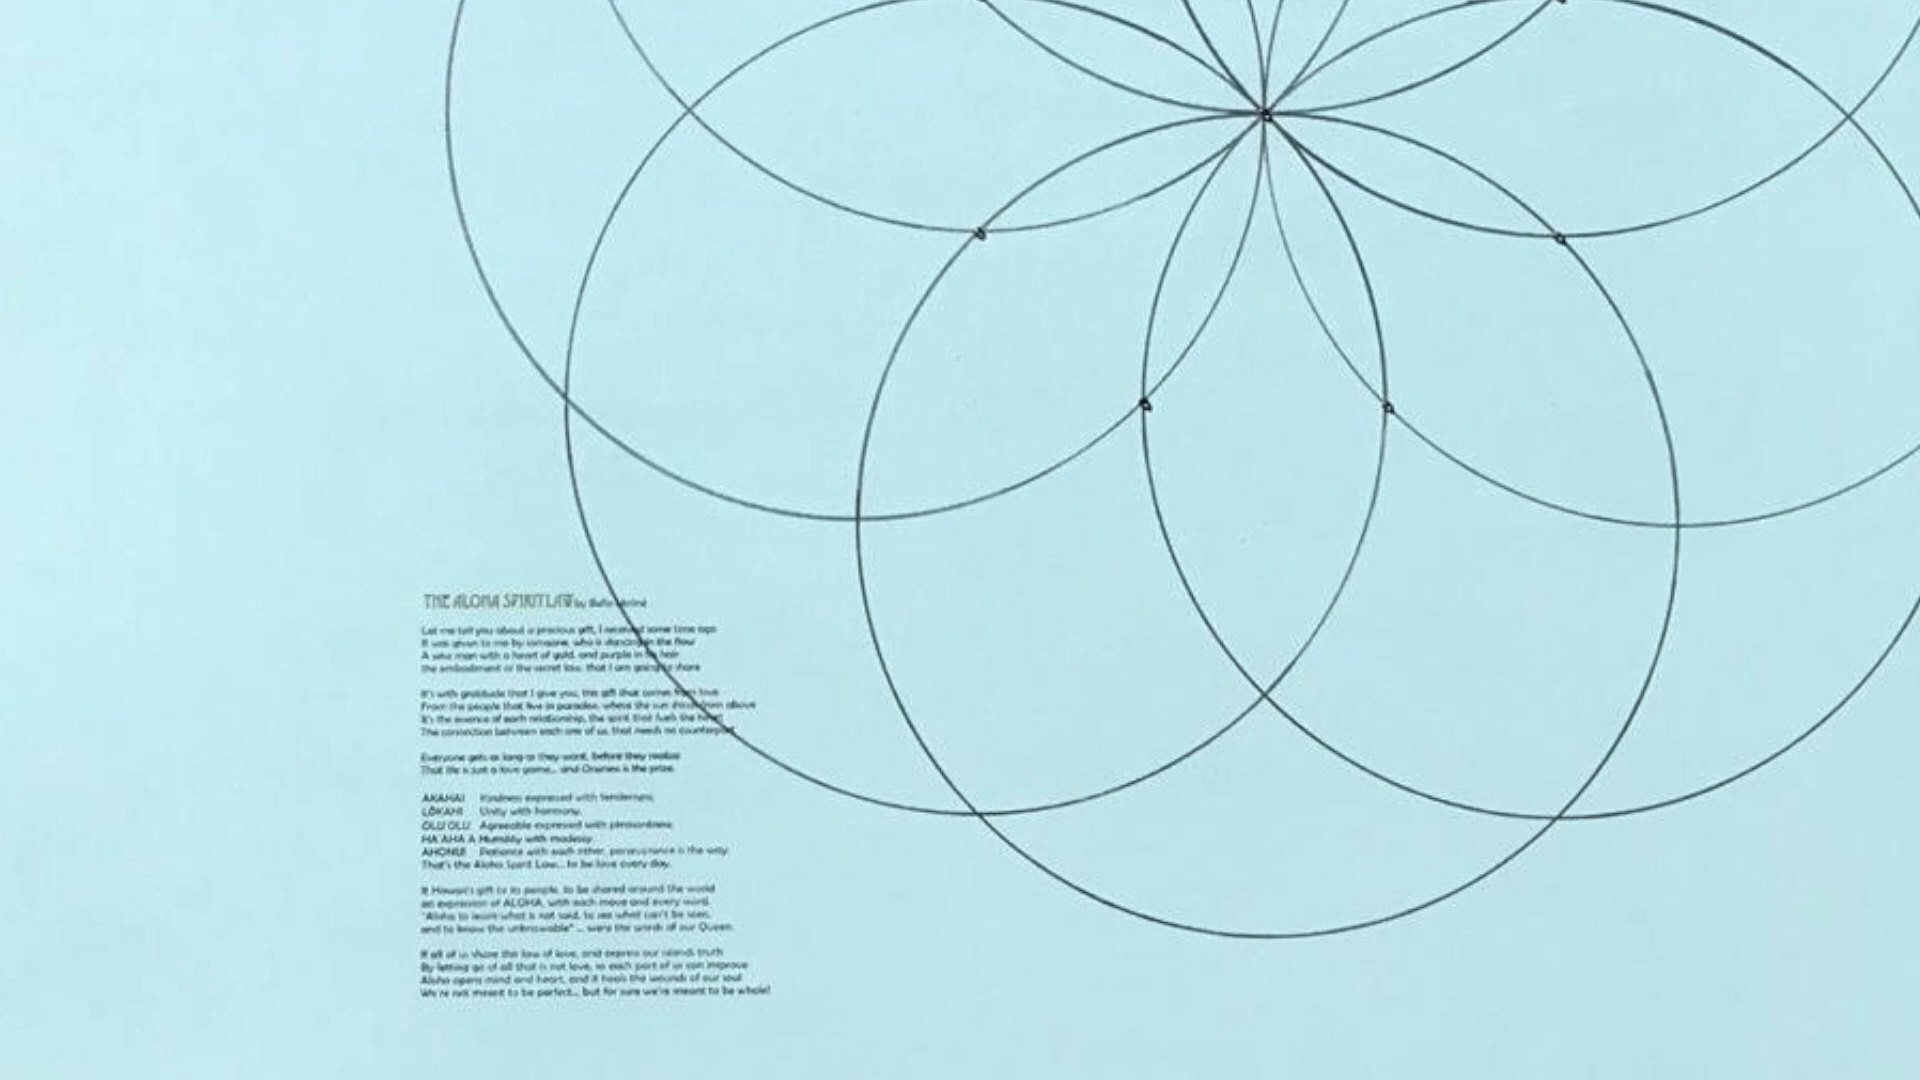 THE ALOHA SPIRIT LAW by
Let me tell you about a precious gift, I received some time ago
It was given to me by someone, who is dancing in the flow
A wise man with a heart of gold, and purple in his hair
the embodiment of the secret law, that I am going to share
It's with gratitude that I give you, this gift that comes from love
From the people that live in paradise, where the sun shines from above
It's the essence of each relationship, the spirit that fuels the heart
The connection between each one of us, that needs no counterpart
Everyone gets as long as they want, before they realize
That life is just a love game... and Oneness is the prize.
AKAHAI Kindness expressed with tenderness,
LŌKAHI Unity with harmony,
OLU'OLU Agreeable expressed with pleasantness,
HA'AHA'A Humility with modesty,
AHONUI Patience with each other, perseverance is the way.
That's the Aloha Spirit Law... to be love every day.
It Hawaii's gift to its people, to be shared around the world
an expression of ALOHA, with each move and every word.
"Aloha to learn what is not said, to see what can't be seen,
and to know the unknowable" ... were the words of our Queen.
If all of us share this law of love, and express our islands truth
By letting go of all that is not love, so each part of us can improve
Aloha opens mind and heart, and it heals the wounds of our soul
We're not meant to be perfect... but for sure we're meant to be whole!